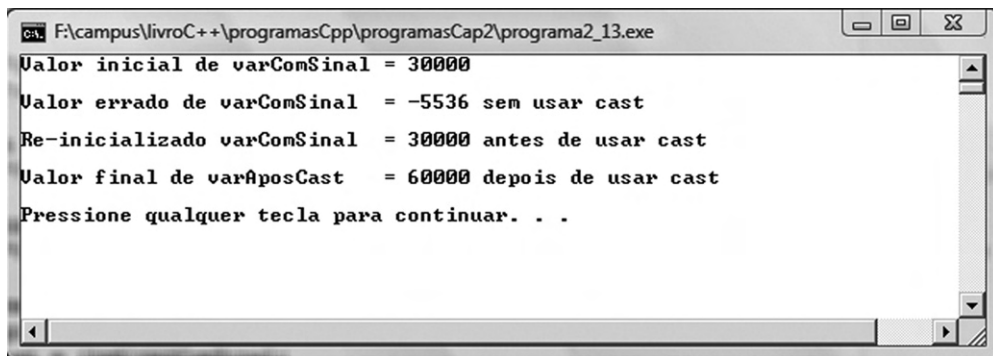 F:\campus\livroC++\programasCpp\programasCap2\programa2_13.exe
Valor inicial de varComSinal = 30000
Valor errado de varComSinal = -5536 sem usar cast
Re-inicializado varComSinal = 30000 antes de usar cast
Valor final de varAposCast = 60000 depois de usar cast
Pressione qualquer tecla para continuar. . .